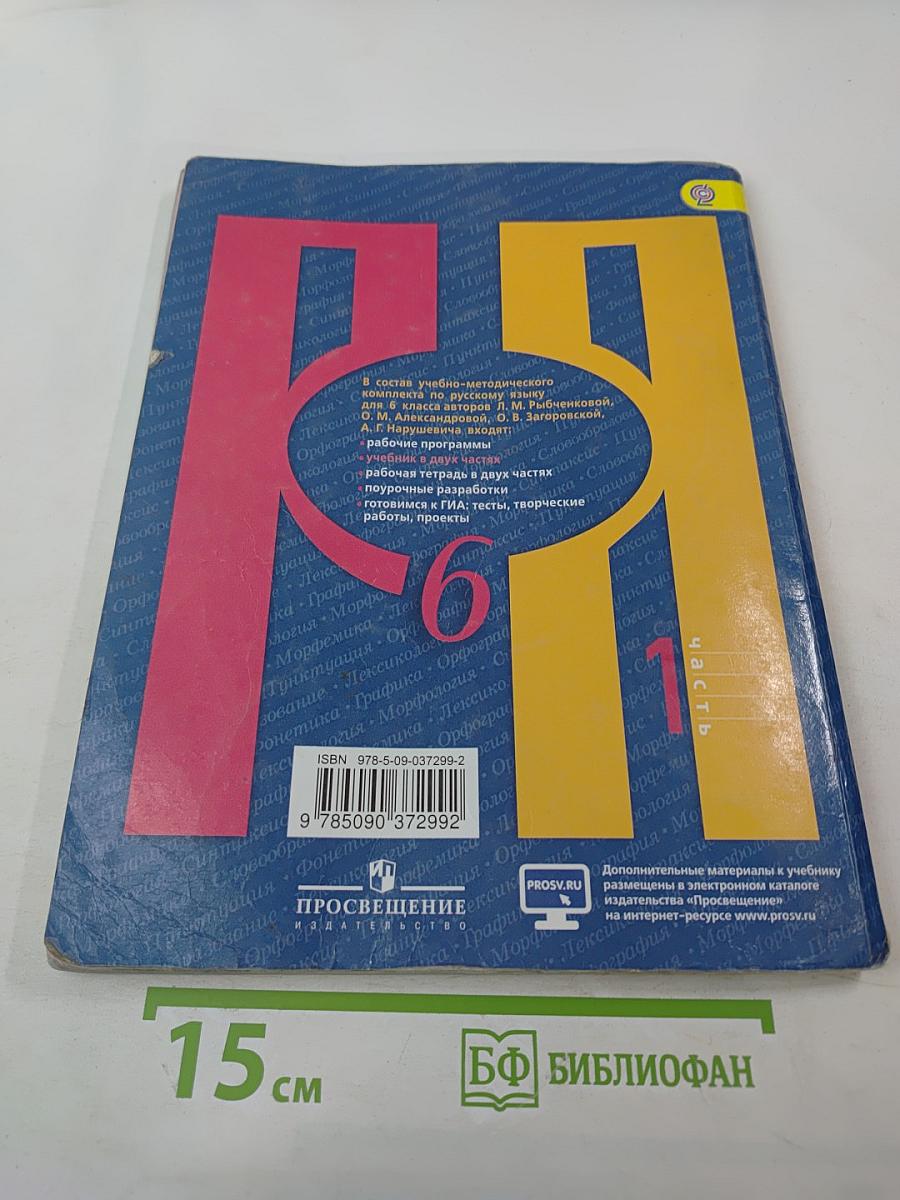 РЯ
В состав учебно-методического
комплекта по русскому языку
для 6 класса авторов Л. М. Рыбченковой,
О. М. Александровой, О. В. Загоровской,
А. Г. Нарушевича входят:
• рабочие программы
• учебник в двух частях
• рабочая тетрадь в двух частях
• поурочные разработки
• готовимся к ГИА: тесты, творческие
работы, проекты
6
1
часть
ISBN 978-5-09-037299-2
9 785090 372992
ПРОСВЕЩЕНИЕ
ИЗДАТЕЛЬСТВО
PROSV.RU
Дополнительные материалы к учебнику
размещены в электронном каталоге
издательства «Просвещение»
на интернет-ресурсе www.prosv.ru
15 см
БФ БИБЛИОФАН